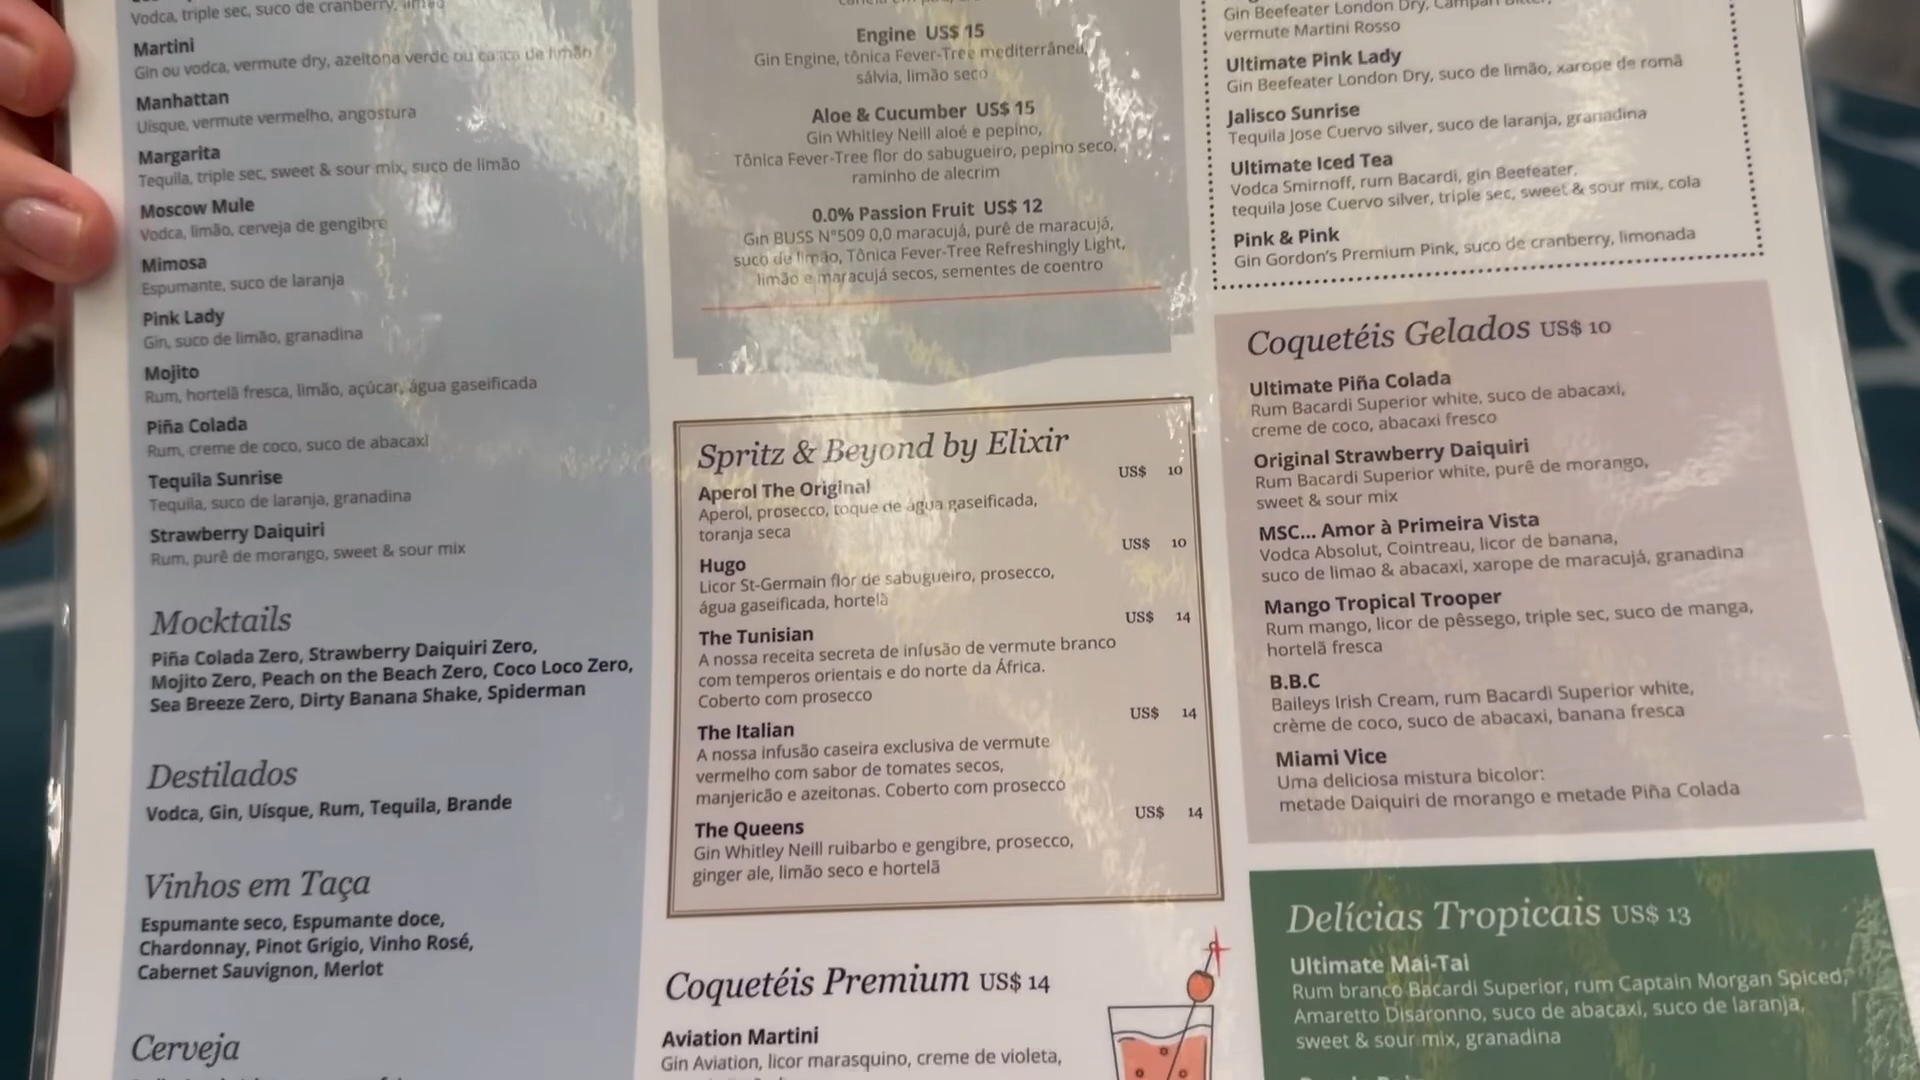 Vodca, triple sec, suco de cranberry, limão
Martini
Gin ou vodca, vermute dry, azeitona verde ou casca de limão
Manhattan
Uísque, vermute vermelho, angostura
Margarita
Tequila, triple sec, sweet & sour mix, suco de limão
Moscow Mule
Vodca, limão, cerveja de gengibre
Mimosa
Espumante, suco de laranja
Pink Lady
Gin, suco de limão, granadina
Mojito
Rum, hortelã fresca, limão, açúcar, água gaseificada
Piña Colada
Rum, creme de coco, suco de abacaxi
Tequila Sunrise
Tequila, suco de laranja, granadina
Strawberry Daiquiri
Rum, purê de morango, sweet & sour mix
Mocktails
Piña Colada Zero, Strawberry Daiquiri Zero,
Mojito Zero, Peach on the Beach Zero, Coco Loco Zero,
Sea Breeze Zero, Dirty Banana Shake, Spiderman
Destilados
Vodca, Gin, Uísque, Rum, Tequila, Brande
Vinhos em Taça
Espumante seco, Espumante doce,
Chardonnay, Pinot Grigio, Vinho Rosé,
Cabernet Sauvignon, Merlot
Cerveja
Engine US$ 15
Gin Engine, tônica Fever-Tree mediterrânea,
sálvia, limão seco
Aloe & Cucumber US$ 15
Gin Whitley Neill aloé e pepino,
Tônica Fever-Tree flor do sabugueiro, pepino seco,
raminho de alecrim
0.0% Passion Fruit US$ 12
Gin BUSS N°509 0,0 maracujá, purê de maracujá,
suco de limão, Tônica Fever-Tree Refreshingly Light,
limão e maracujá secos, sementes de coentro
Spritz & Beyond by Elixir
US$ 10
Aperol The Original
Aperol, prosecco, toque de água gaseificada,
toranja seca
US$ 10
Hugo
Licor St-Germain flor de sabugueiro, prosecco,
água gaseificada, hortelã
US$ 14
The Tunisian
A nossa receita secreta de infusão de vermute branco
com temperos orientais e do norte da África.
Coberto com prosecco
US$ 14
The Italian
A nossa infusão caseira exclusiva de vermute
vermelho com sabor de tomates secos,
manjericão e azeitonas. Coberto com prosecco
US$ 14
The Queens
Gin Whitley Neill ruibarbo e gengibre, prosecco,
ginger ale, limão seco e hortelã
Coquetéis Premium US$ 14
Aviation Martini
Gin Aviation, licor marasquino, creme de violeta,
Gin Beefeater London Dry, Campari Bitter,
vermute Martini Rosso
Ultimate Pink Lady
Gin Beefeater London Dry, suco de limão, xarope de romã
Jalisco Sunrise
Tequila Jose Cuervo silver, suco de laranja, granadina
Ultimate Iced Tea
Vodca Smirnoff, rum Bacardi, gin Beefeater,
tequila Jose Cuervo silver, triple sec, sweet & sour mix, cola
Pink & Pink
Gin Gordon's Premium Pink, suco de cranberry, limonada
Coquetéis Gelados US$ 10
Ultimate Piña Colada
Rum Bacardi Superior white, suco de abacaxi,
creme de coco, abacaxi fresco
Original Strawberry Daiquiri
Rum Bacardi Superior white, purê de morango,
sweet & sour mix
MSC... Amor à Primeira Vista
Vodca Absolut, Cointreau, licor de banana,
suco de limao & abacaxi, xarope de maracujá, granadina
Mango Tropical Trooper
Rum mango, licor de pêssego, triple sec, suco de manga,
hortelã fresca
B.B.C
Baileys Irish Cream, rum Bacardi Superior white,
crème de coco, suco de abacaxi, banana fresca
Miami Vice
Uma deliciosa mistura bicolor:
metade Daiquiri de morango e metade Piña Colada
Delícias Tropicais US$ 13
Ultimate Mai-Tai
Rum branco Bacardi Superior, rum Captain Morgan Spiced,
Amaretto Disaronno, suco de abacaxi, suco de laranja,
sweet & sour mix, granadina